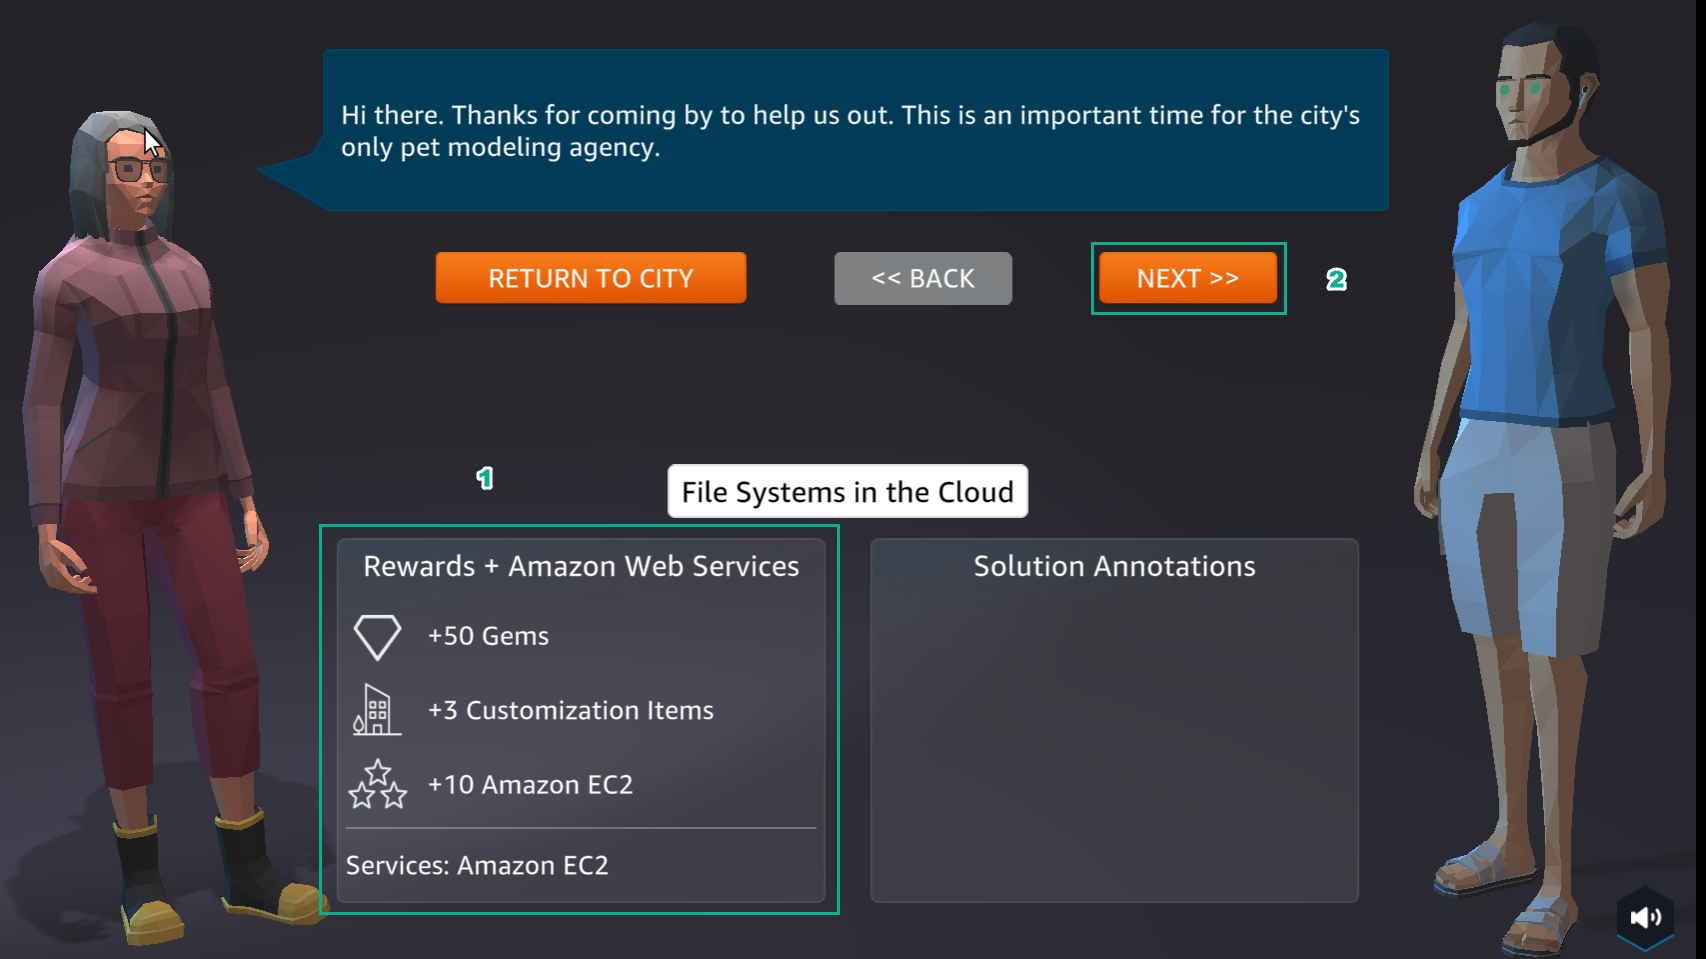 Hi there. Thanks for coming by to help us out. This is an important time for the city's
only pet modeling agency.
RETURN TO CITY
<< BACK
NEXT >>
2
1
File Systems in the Cloud
Rewards + Amazon Web Services
+50 Gems
+3 Customization Items
+10 Amazon EC2
Services: Amazon EC2
Solution Annotations